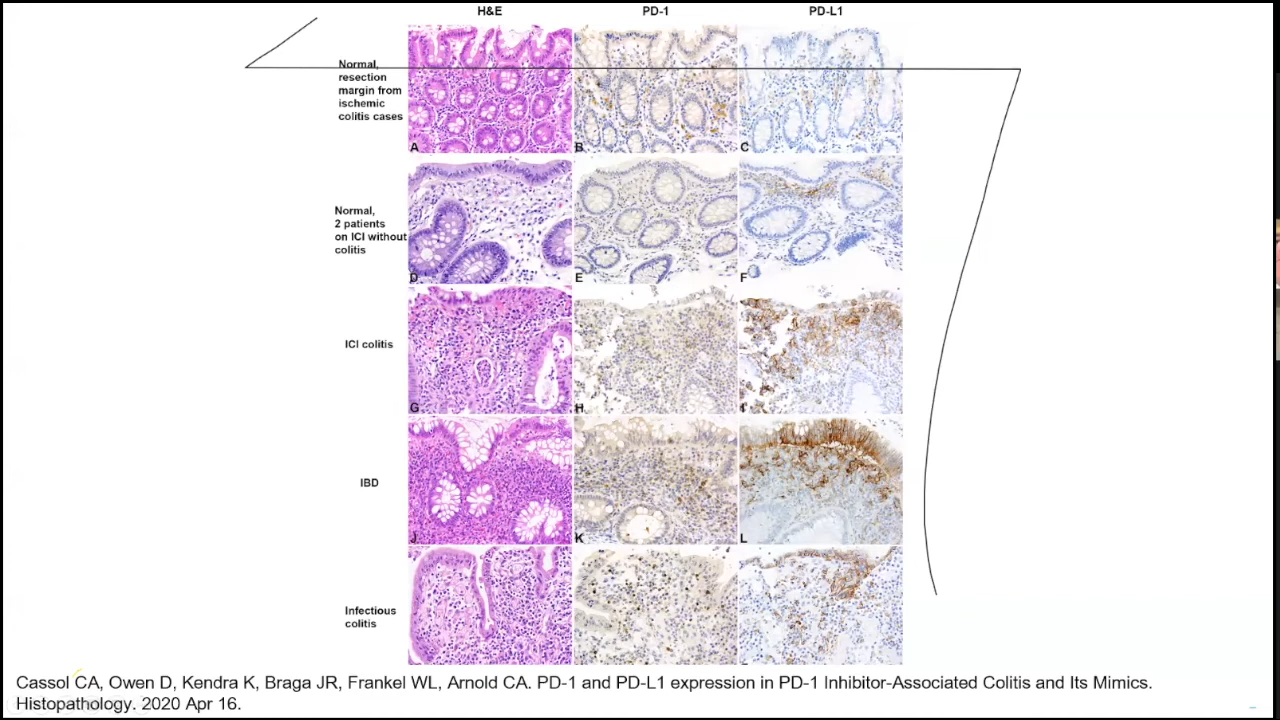 H&E PD-1 PD-L1
Normal,
resection
margin from
ischemic
colitis cases
A B C
Normal,
2 patients
on ICI without
colitis
D E F
ICI colitis
G H I
IBD
J K L
Infectious
colitis
Cassol CA, Owen D, Kendra K, Braga JR, Frankel WL, Arnold CA. PD-1 and PD-L1 expression in PD-1 Inhibitor-Associated Colitis and Its Mimics.
Histopathology. 2020 Apr 16.